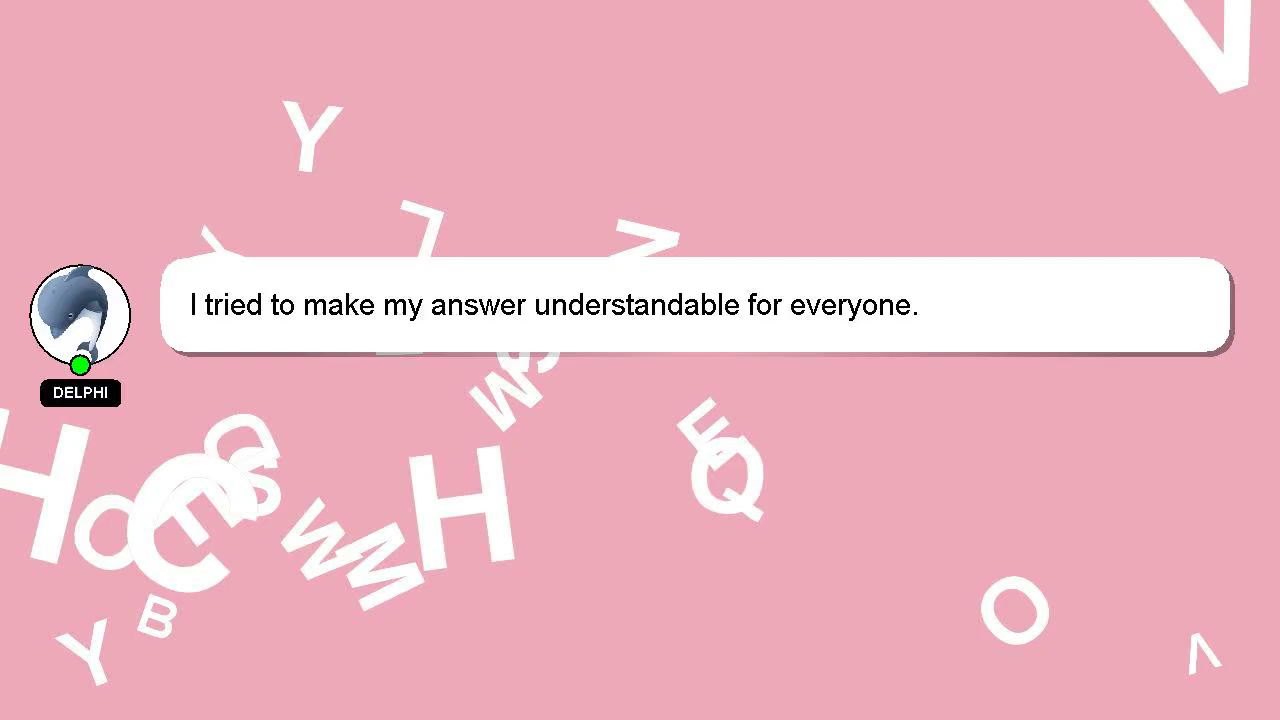 V
Y
L
Y
Z
I tried to make my answer understandable for everyone.
DELPHI
S
W
E
Q
H
D
S
C
T
O
H
W
M
B
Y
O
V